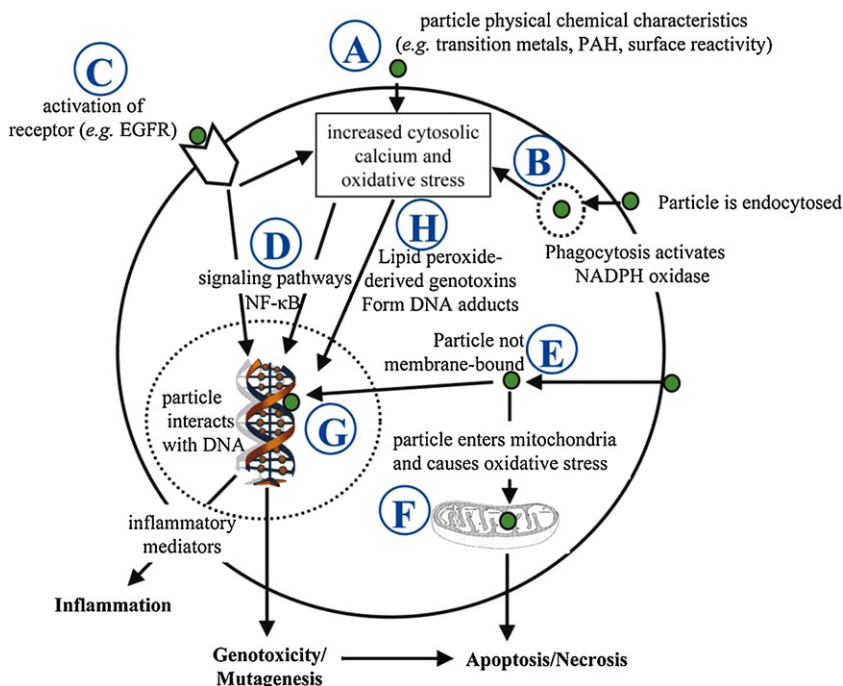 A
particle physical chemical characteristics
(e.g. transition metals, PAH, surface reactivity)
C
activation of
receptor (e.g. EGFR)
increased cytosolic
calcium and
oxidative stress
B
Particle is endocytosed
Phagocytosis activates
NADPH oxidase
D
signaling pathways
NF-κB
H
Lipid peroxide-
derived genotoxins
Form DNA adducts
Particle not
membrane-bound
E
particle
interacts
with DNA
G
particle enters mitochondria
and causes oxidative stress
F
inflammatory
mediators
Inflammation
Genotoxicity/
Mutagenesis
Apoptosis/Necrosis